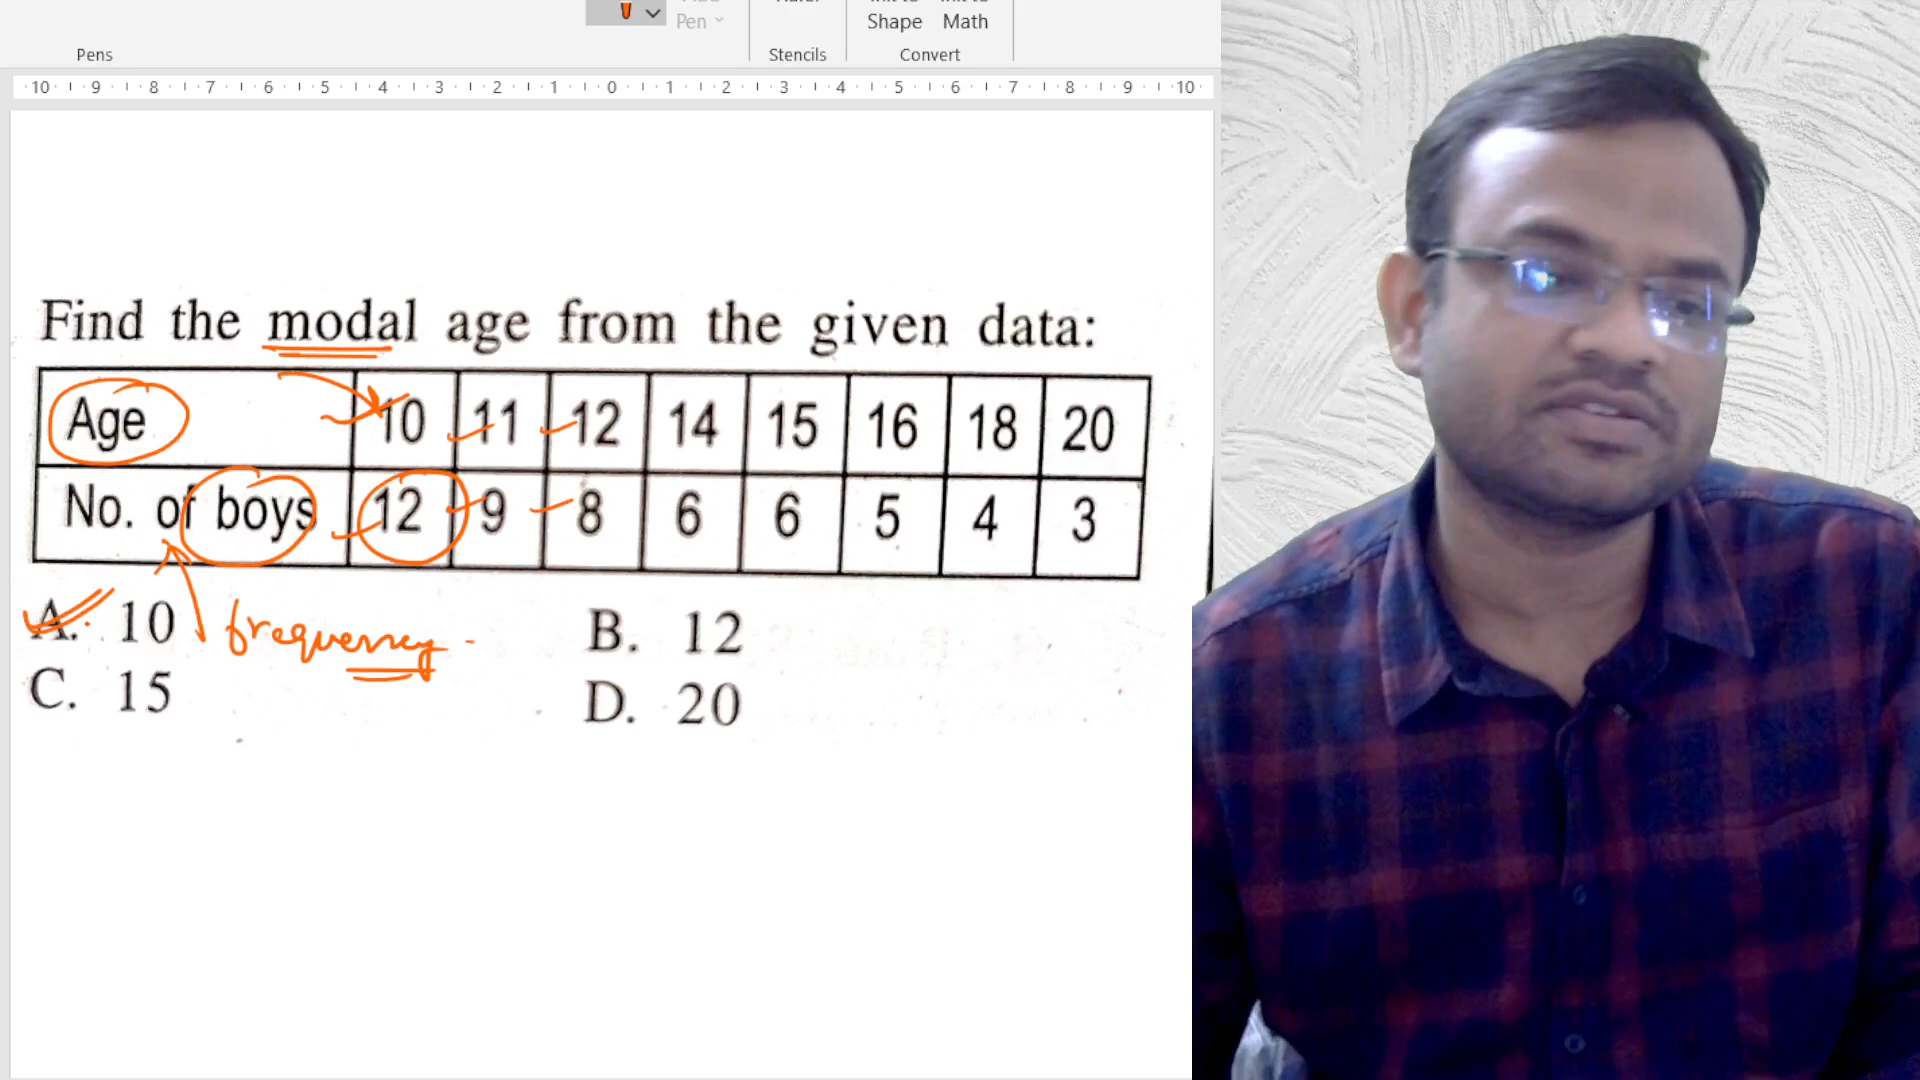 Pen
Shape Math
Pens Stencils Convert
10 9 8 7 6 5 4 3 2 1 0 1 2 3 4 5 6 7 8 9 10
Find the modal age from the given data:
Age 10 11 12 14 15 16 18 20
No. of boys 12 9 8 6 6 5 4 3
A. 10 frequency B. 12
C. 15 D. 20